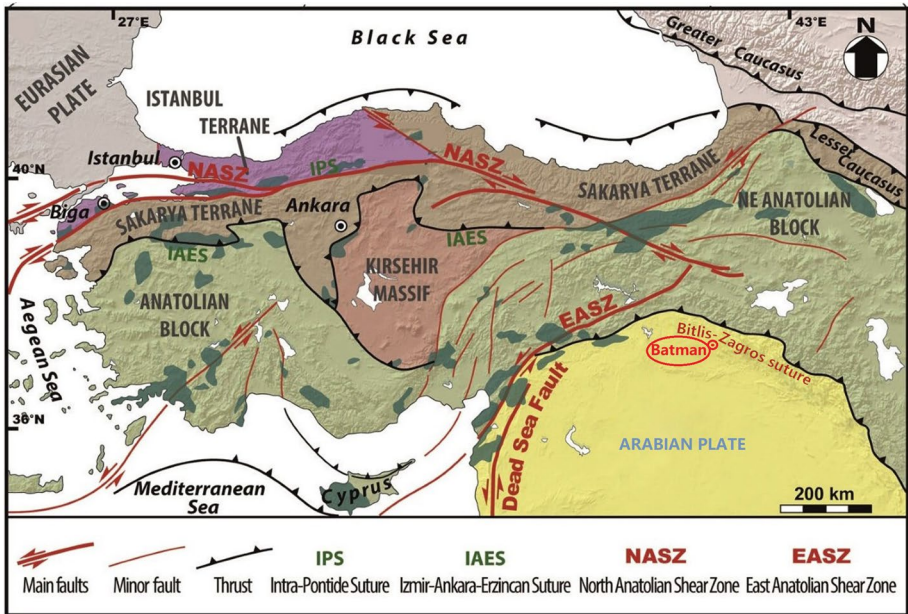 27°E
43°E
Black Sea
Greater Caucasus
N
EURASIAN
PLATE
ISTANBUL
TERRANE
Lesser
Caucasus
Istanbul
NASZ
IPS
NASZ
40°N
SAKARYA TERRANE
Biga
SAKARYA TERRANE
Ankara
NE ANATOLIAN
BLOCK
IAES
IAES
KIRSEHIR
MASSIF
ANATOLIAN
BLOCK
EASZ
Aegean Sea
Bitlis-Zagros suture
Batman
36°N
Dead Sea Fault
ARABIAN PLATE
Mediterranean
Sea
Cyprus
200 km
IPS
IAES
NASZ
EASZ
Main faults
Minor fault
Thrust
Intra-Pontide Suture
Izmir-Ankara-Erzincan Suture
North Anatolian Shear Zone
East Anatolian Shear Zone